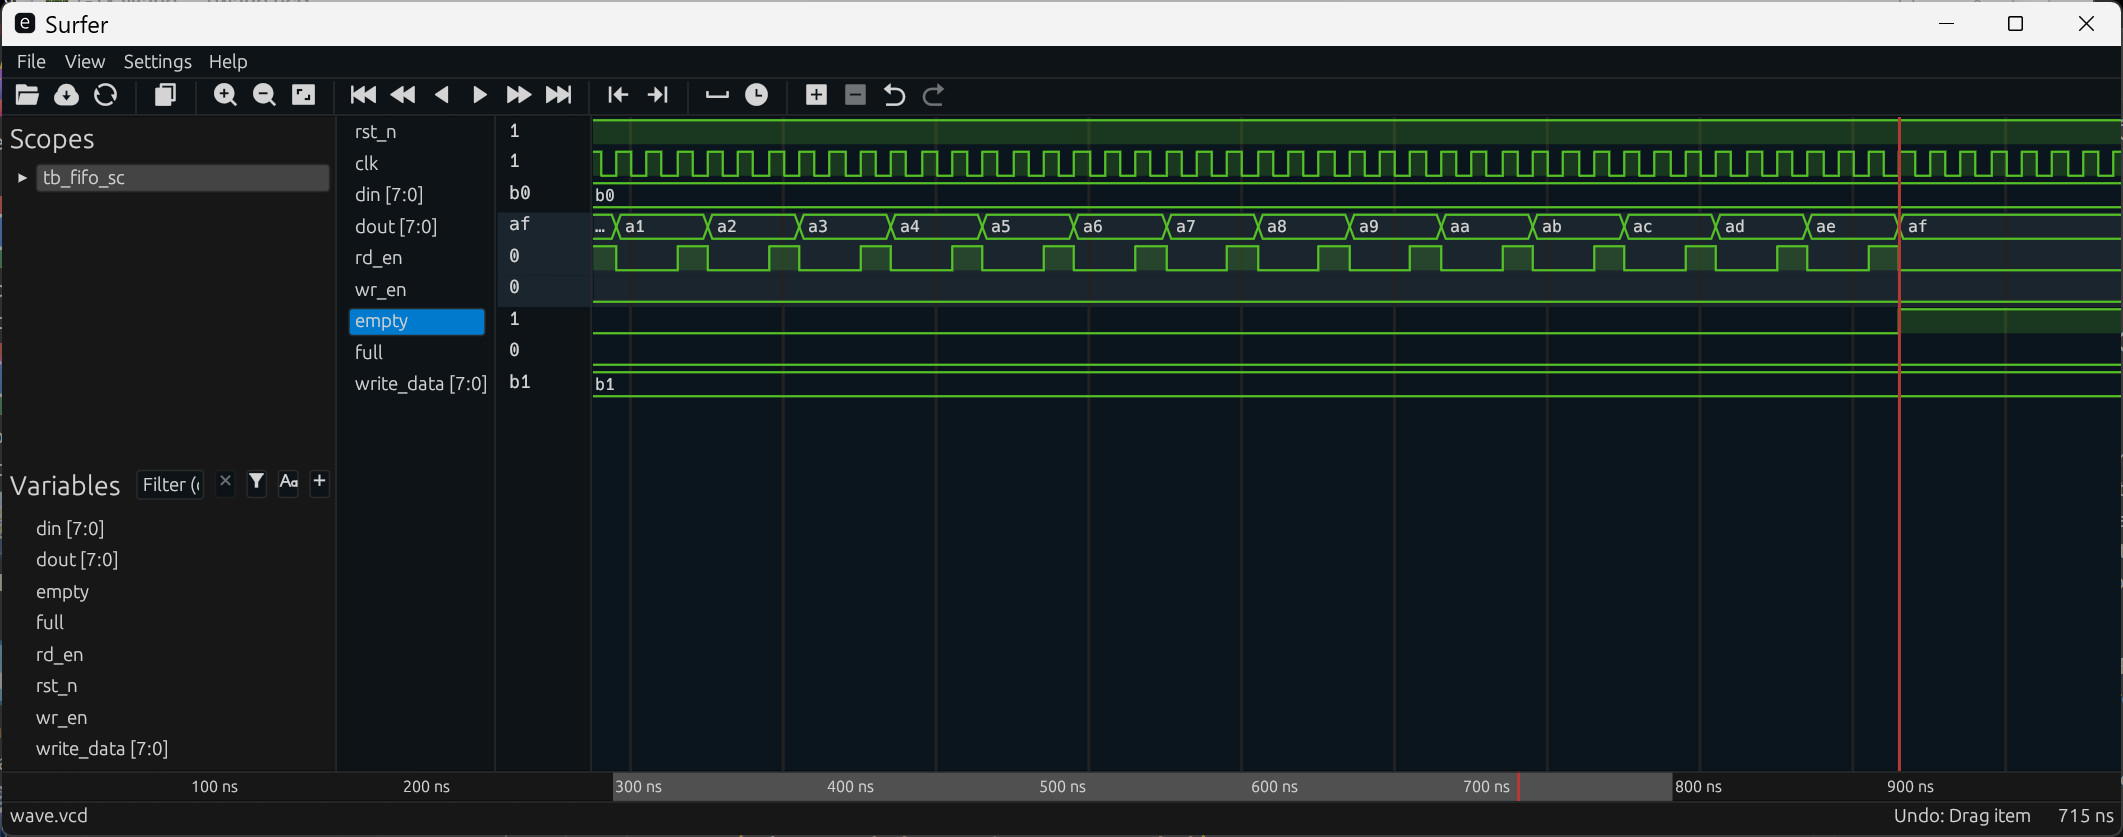 Surfer
File View Settings Help
Scopes
tb_fifo_sc
rst_n 1
clk 1
din [7:0] b0 b0
dout [7:0] af … a1 a2 a3 a4 a5 a6 a7 a8 a9 aa ab ac ad ae af
rd_en 0
wr_en 0
empty 1
full 0
write_data [7:0] b1 b1
Variables Filter ( Aa +
din [7:0]
dout [7:0]
empty
full
rd_en
rst_n
wr_en
write_data [7:0]
100 ns 200 ns 300 ns 400 ns 500 ns 600 ns 700 ns 800 ns 900 ns
wave.vcd Undo: Drag item 715 ns